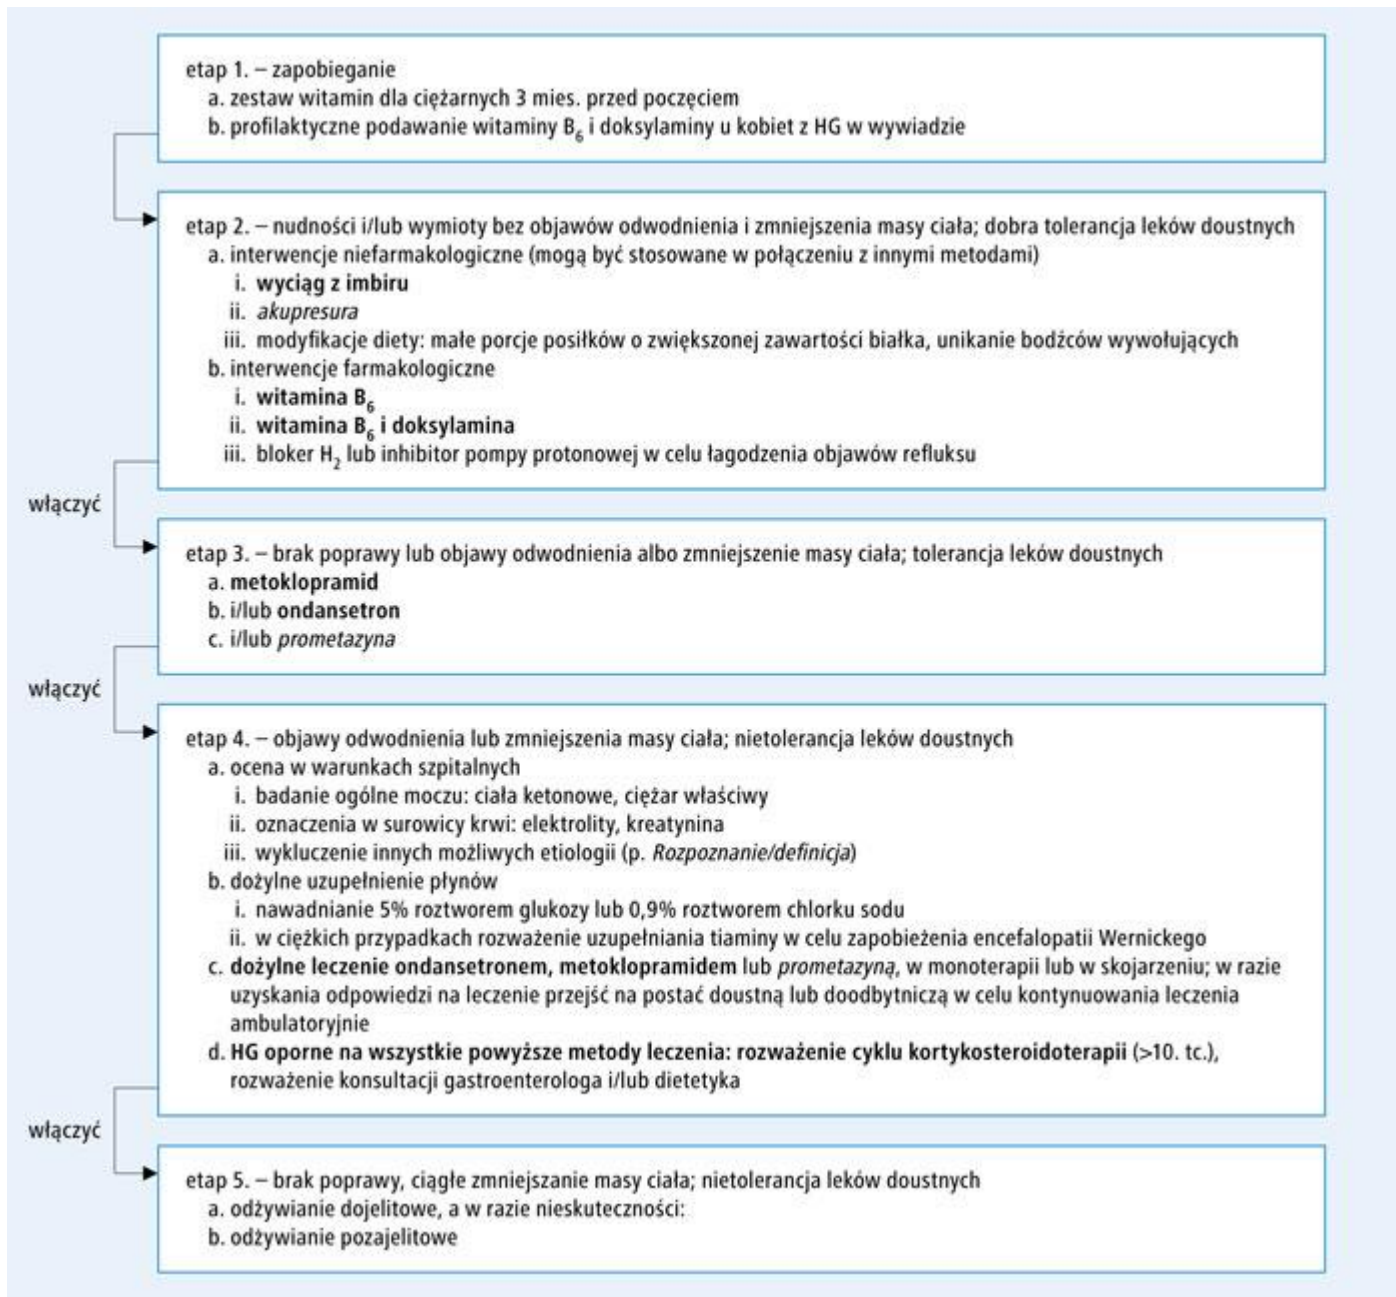 etap 1. – zapobieganie
a. zestaw witamin dla ciężarnych 3 mies. przed poczęciem
b. profilaktyczne podawanie witaminy B₆ i doksylaminy u kobiet z HG w wywiadzie
etap 2. – nudności i/lub wymioty bez objawów odwodnienia i zmniejszenia masy ciała; dobra tolerancja leków doustnych
a. interwencje niefarmakologiczne (mogą być stosowane w połączeniu z innymi metodami)
i. wyciąg z imbiru
ii. akupresura
iii. modyfikacje diety: małe porcje posiłków o zwiększonej zawartości białka, unikanie bodźców wywołujących
b. interwencje farmakologiczne
i. witamina B₆
ii. witamina B₆ i doksylamina
iii. bloker H₂ lub inhibitor pompy protonowej w celu łagodzenia objawów refluksu
włączyć
etap 3. – brak poprawy lub objawy odwodnienia albo zmniejszenie masy ciała; tolerancja leków doustnych
a. metoklopramid
b. i/lub ondansetron
c. i/lub prometazyna
włączyć
etap 4. – objawy odwodnienia lub zmniejszenia masy ciała; nietolerancja leków doustnych
a. ocena w warunkach szpitalnych
i. badanie ogólne moczu: ciała ketonowe, ciężar właściwy
ii. oznaczenia w surowicy krwi: elektrolity, kreatynina
iii. wykluczenie innych możliwych etiologii (p. Rozpoznanie/definicja)
b. dożylne uzupełnienie płynów
i. nawadnianie 5% roztworem glukozy lub 0,9% roztworem chlorku sodu
ii. w ciężkich przypadkach rozważenie uzupełniania tiaminy w celu zapobieżenia encefalopatii Wernickego
c. dożylne leczenie ondansetronem, metoklopramidem lub prometazyną, w monoterapii lub w skojarzeniu; w razie
uzyskania odpowiedzi na leczenie przejść na postać doustną lub doodbytniczą w celu kontynuowania leczenia
ambulatoryjnie
d. HG oporne na wszystkie powyższe metody leczenia: rozważenie cyklu kortykosteroidoterapii (>10. tc.),
rozważenie konsultacji gastroenterologa i/lub dietetyka
włączyć
etap 5. – brak poprawy, ciągłe zmniejszanie masy ciała; nietolerancja leków doustnych
a. odżywianie dojelitowe, a w razie nieskuteczności:
b. odżywianie pozajelitowe